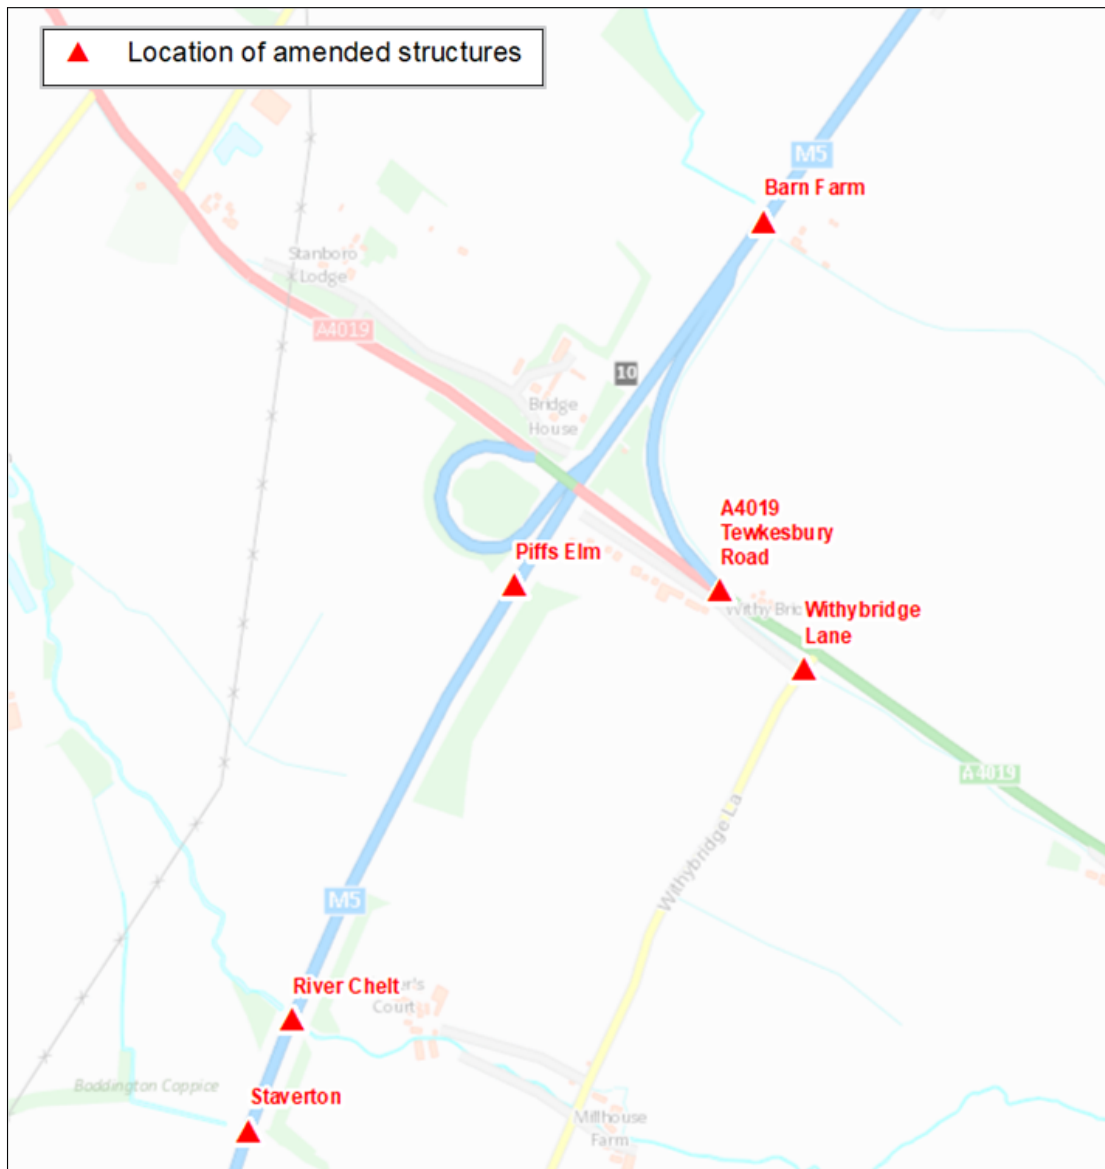 Location of amended structures
M5
Barn Farm
Stanboro
Lodge
A4019
10
Bridge
House
A4019
Tewkesbury
Road
Piffs Elm
Withybridge
Lane
A4019
Withybridge La
M5
River Chelt
Court
Boddington Coppice
Staverton
Millhouse
Farm